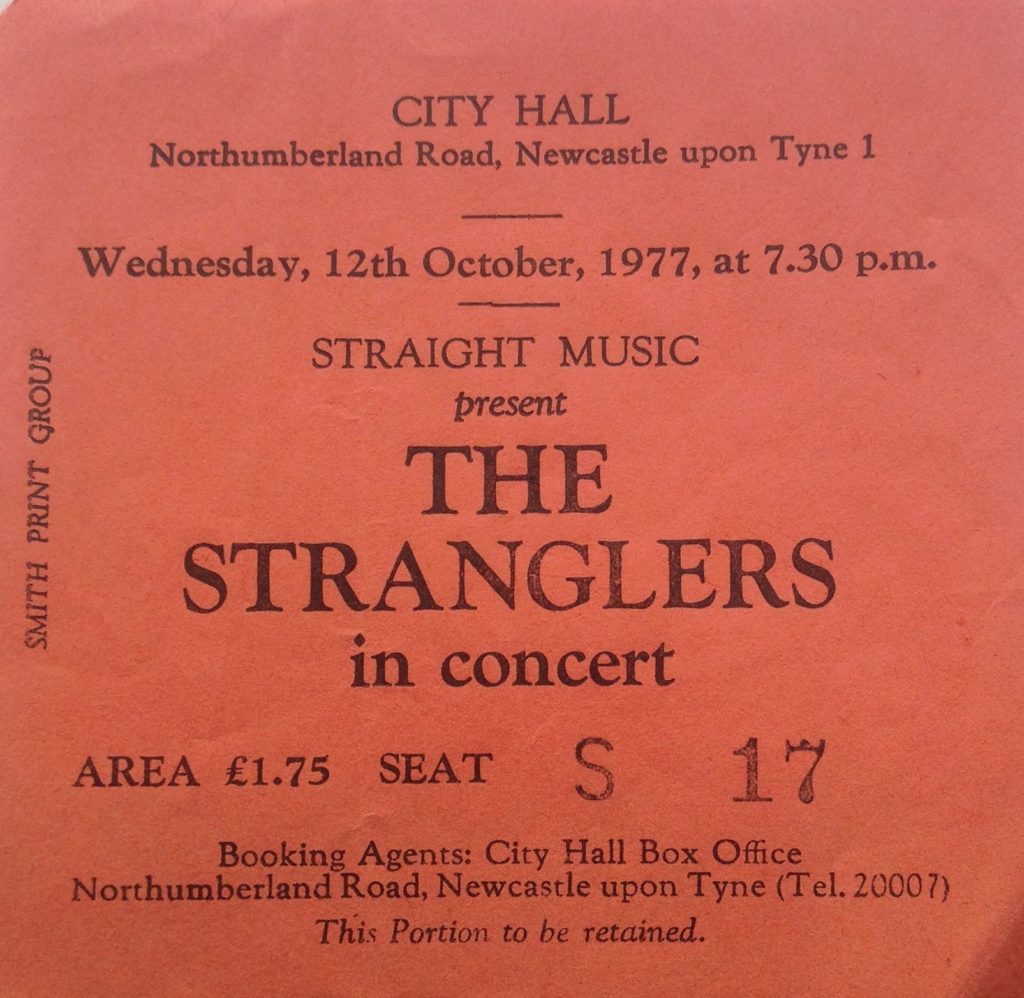 CITY HALL
Northumberland Road, Newcastle upon Tyne 1
Wednesday, 12th October, 1977, at 7.30 p.m.
STRAIGHT MUSIC
present
THE
STRANGLERS
in concert
AREA £1.75 SEAT S 17
Booking Agents: City Hall Box Office
Northumberland Road, Newcastle upon Tyne (Tel. 20007)
This Portion to be retained.
SMITH PRINT GROUP